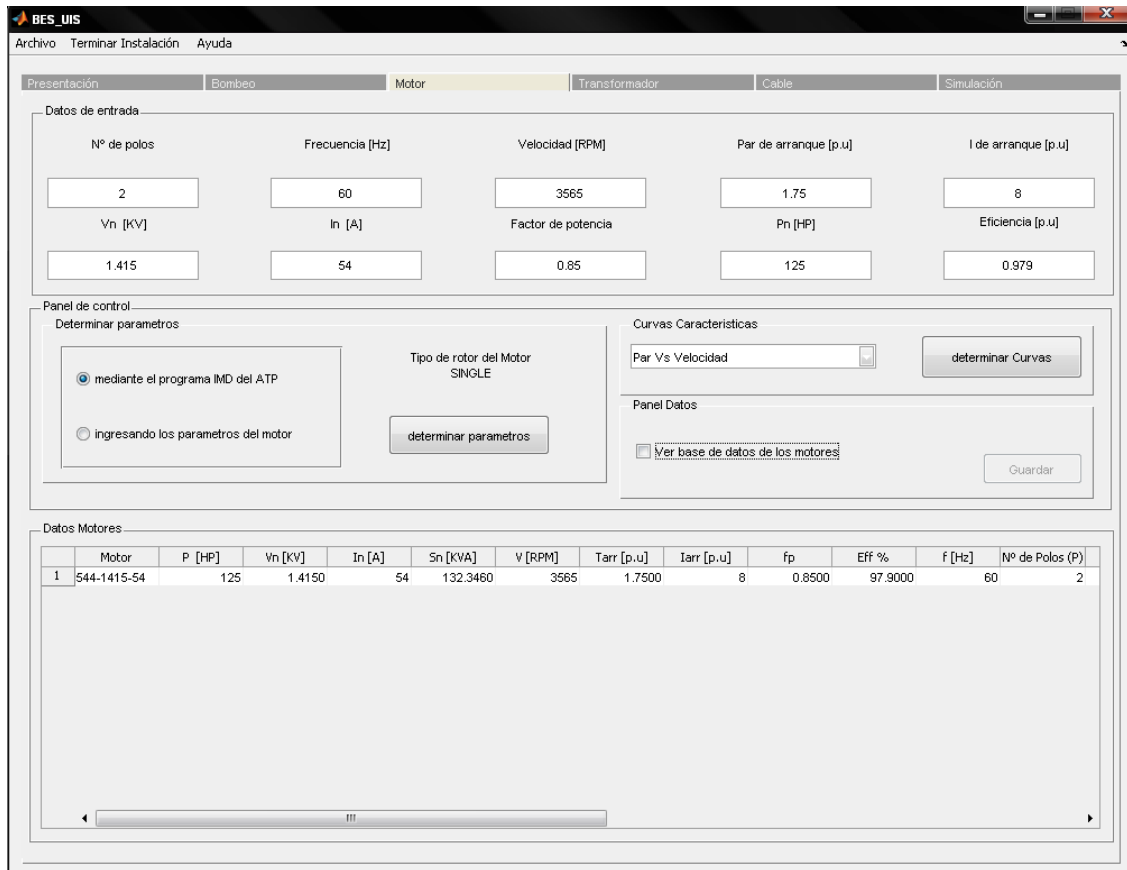 BES_UIS
Archivo Terminar Instalación Ayuda
Presentación Bombeo Motor Transformador Cable Simulación
Datos de entrada
Nº de polos Frecuencia [Hz] Velocidad [RPM] Par de arranque [p.u] I de arranque [p.u]
2 60 3565 1.75 8
Vn [KV] In [A] Factor de potencia Pn [HP] Eficiencia [p.u]
1.415 54 0.85 125 0.979
Panel de control
Determinar parametros
mediante el programa IMD del ATP
ingresando los parametros del motor
Tipo de rotor del Motor
SINGLE
determinar parametros
Curvas Caracteristicas
Par Vs Velocidad
determinar Curvas
Panel Datos
Ver base de datos de los motores
Guardar
Datos Motores
Motor P [HP] Vn [KV] In [A] Sn [KVA] V [RPM] Tarr [p.u] Iarr [p.u] fp Eff % f [Hz] Nº de Polos (P)
1 544-1415-54 125 1.4150 54 132.3460 3565 1.7500 8 0.8500 97.9000 60 2